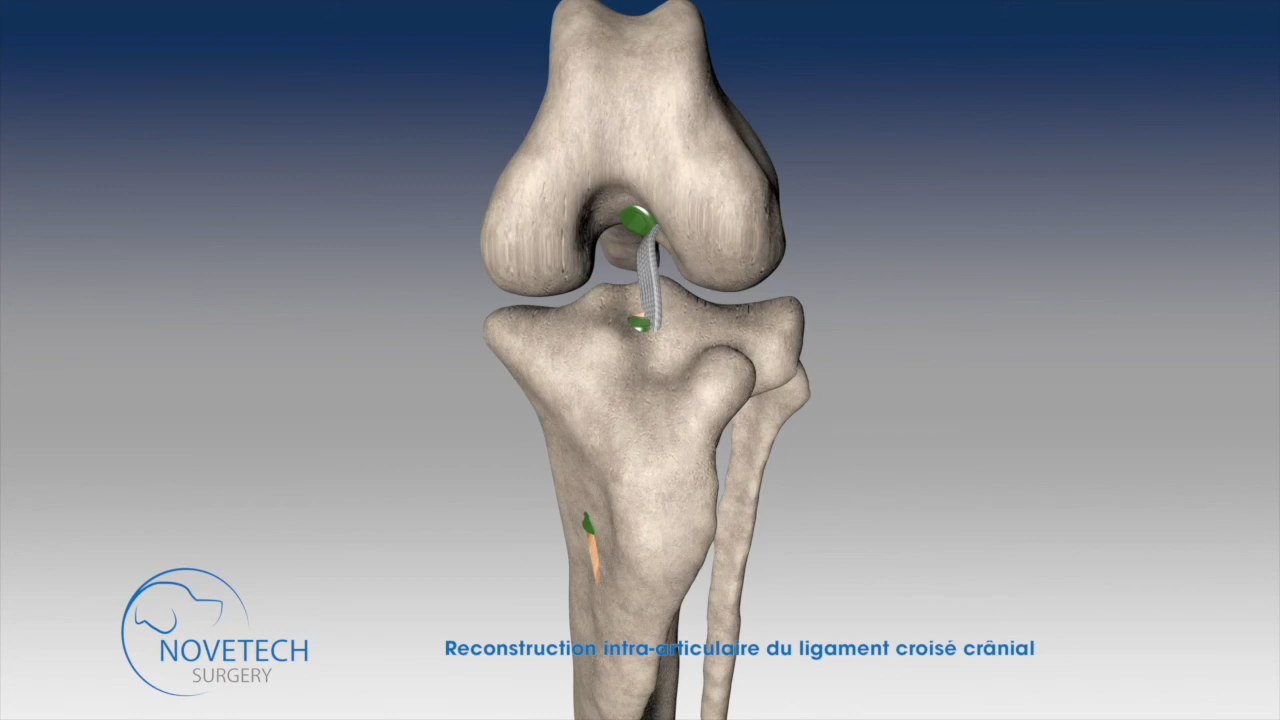 NOVETECH
SURGERY
Reconstruction intra-articulaire du ligament croisé crânial